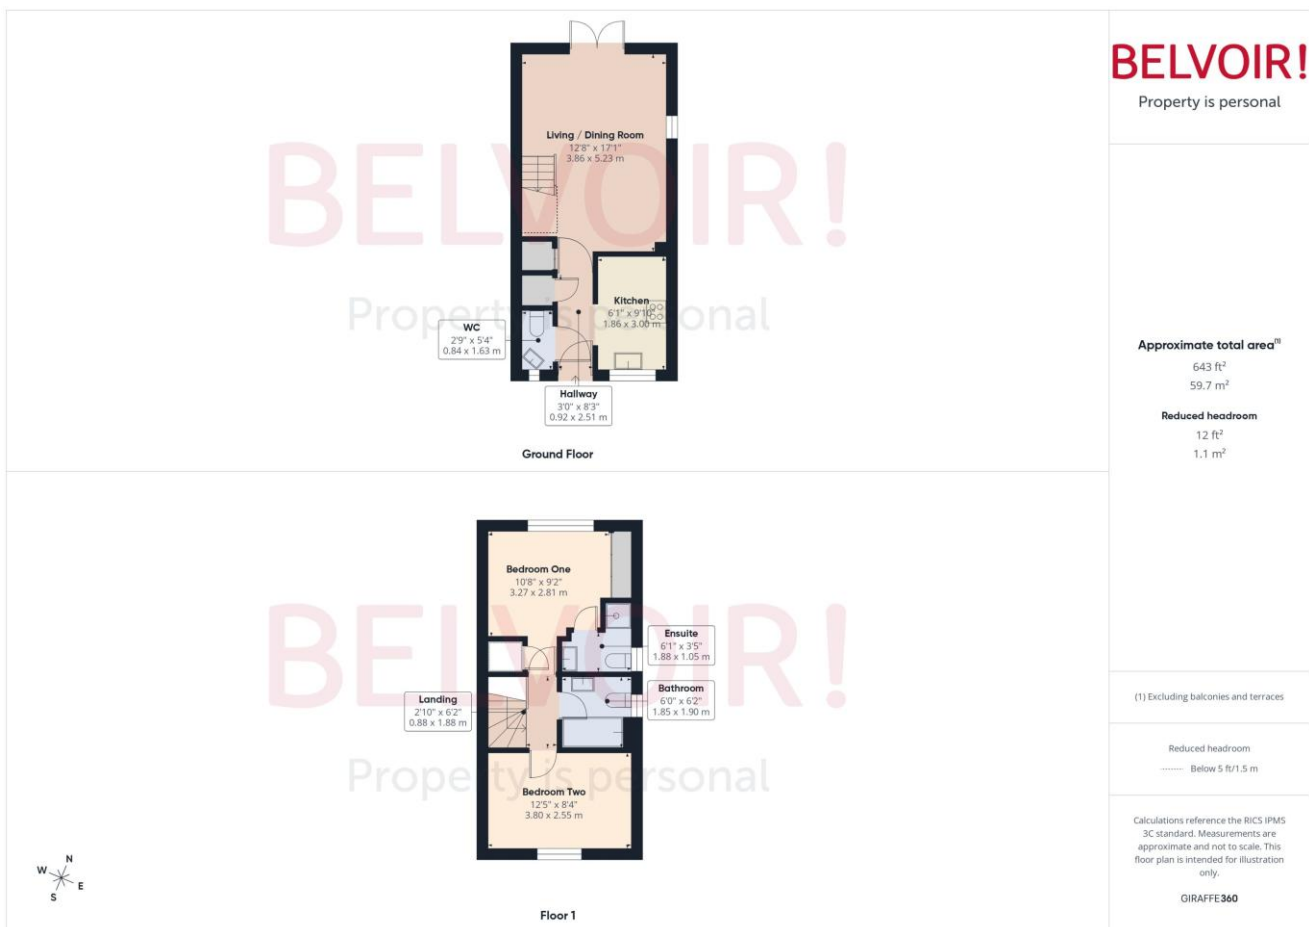 BELVOIR!
Property is personal
Living / Dining Room
12'8" x 17'1"
3.86 x 5.23 m
Kitchen
6'1" x 9'10"
1.86 x 3.00 m
WC
2'9" x 5'4"
0.84 x 1.63 m
Hallway
3'0" x 8'3"
0.92 x 2.51 m
Ground Floor
BELVOIR!
Property is personal
Bedroom One
10'8" x 9'2"
3.27 x 2.81 m
Ensuite
6'1" x 3'5"
1.88 x 1.05 m
Landing
2'10" x 6'2"
0.88 x 1.88 m
Bathroom
6'0" x 6'2"
1.85 x 1.90 m
Bedroom Two
12'5" x 8'4"
3.80 x 2.55 m
N
W
E
S
Floor 1
BELVOIR!
Property is personal
Approximate total area(1)
643 ft²
59.7 m²
Reduced headroom
12 ft²
1.1 m²
(1) Excluding balconies and terraces
Reduced headroom
Below 5 ft/1.5 m
Calculations reference the RICS IPMS
3C standard. Measurements are
approximate and not to scale. This
floor plan is intended for illustration
only.
GIRAFFE360